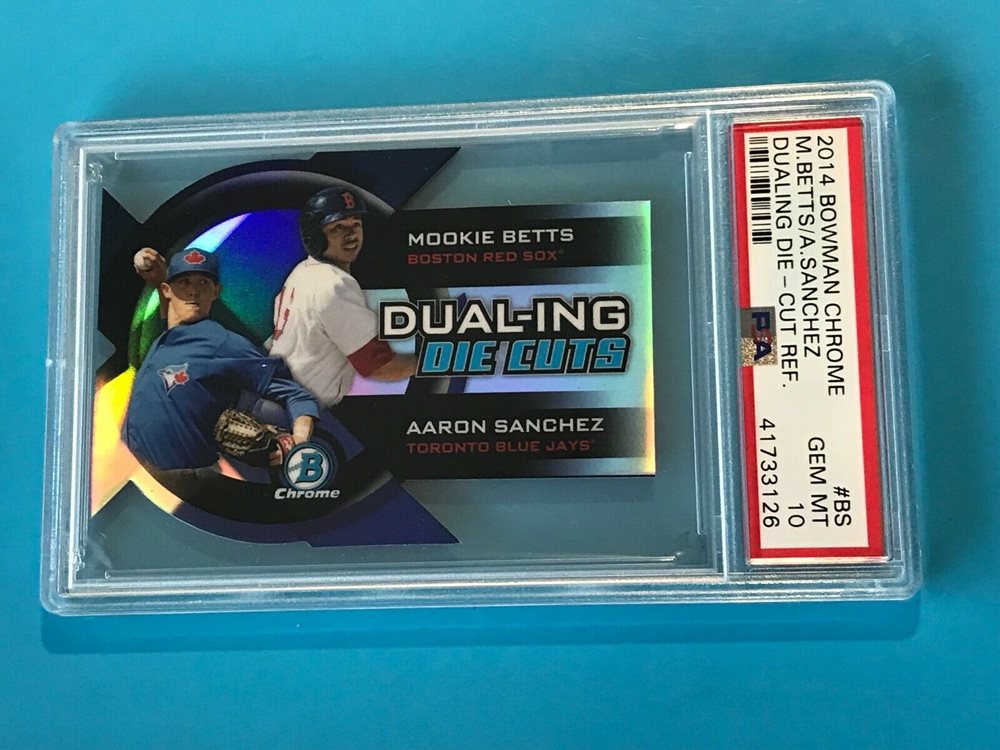 MOOKIE BETTS
BOSTON RED SOX™
DUAL-ING
DIE CUTS
AARON SANCHEZ
TORONTO BLUE JAYS®
B
Chrome
B
2014 BOWMAN CHROME #BS
M.BETTS/A.SANCHEZ GEM MT
DUALING DIE-CUT REF. 10
41733126
PSA